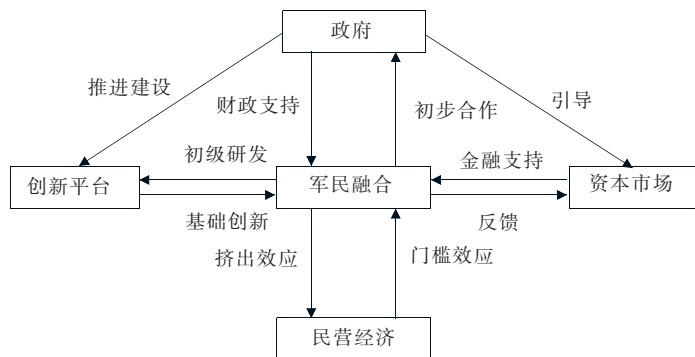 政府
推进建设
财政支持
初步合作
引导
初级研发
金融支持
创新平台
军民融合
资本市场
基础创新
反馈
挤出效应
门槛效应
民营经济